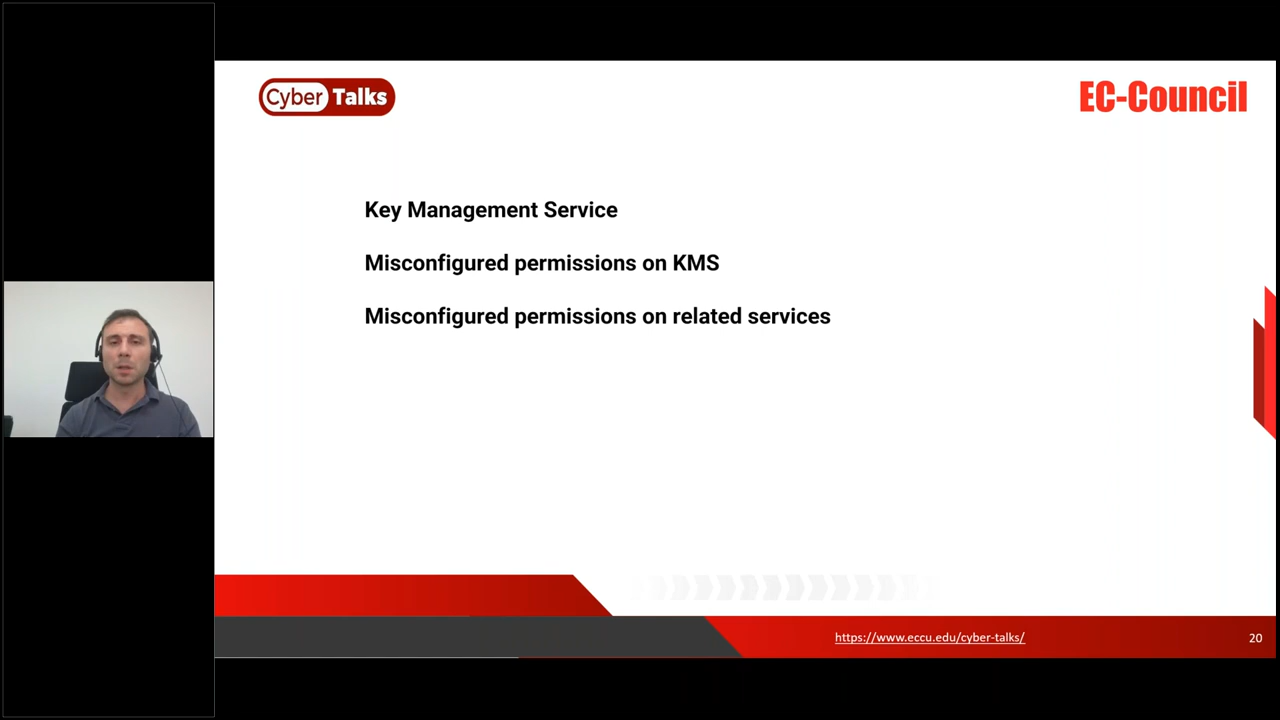 Cyber Talks
EC-Council
Key Management Service
Misconfigured permissions on KMS
Misconfigured permissions on related services
https://www.eccu.edu/cyber-talks/
20